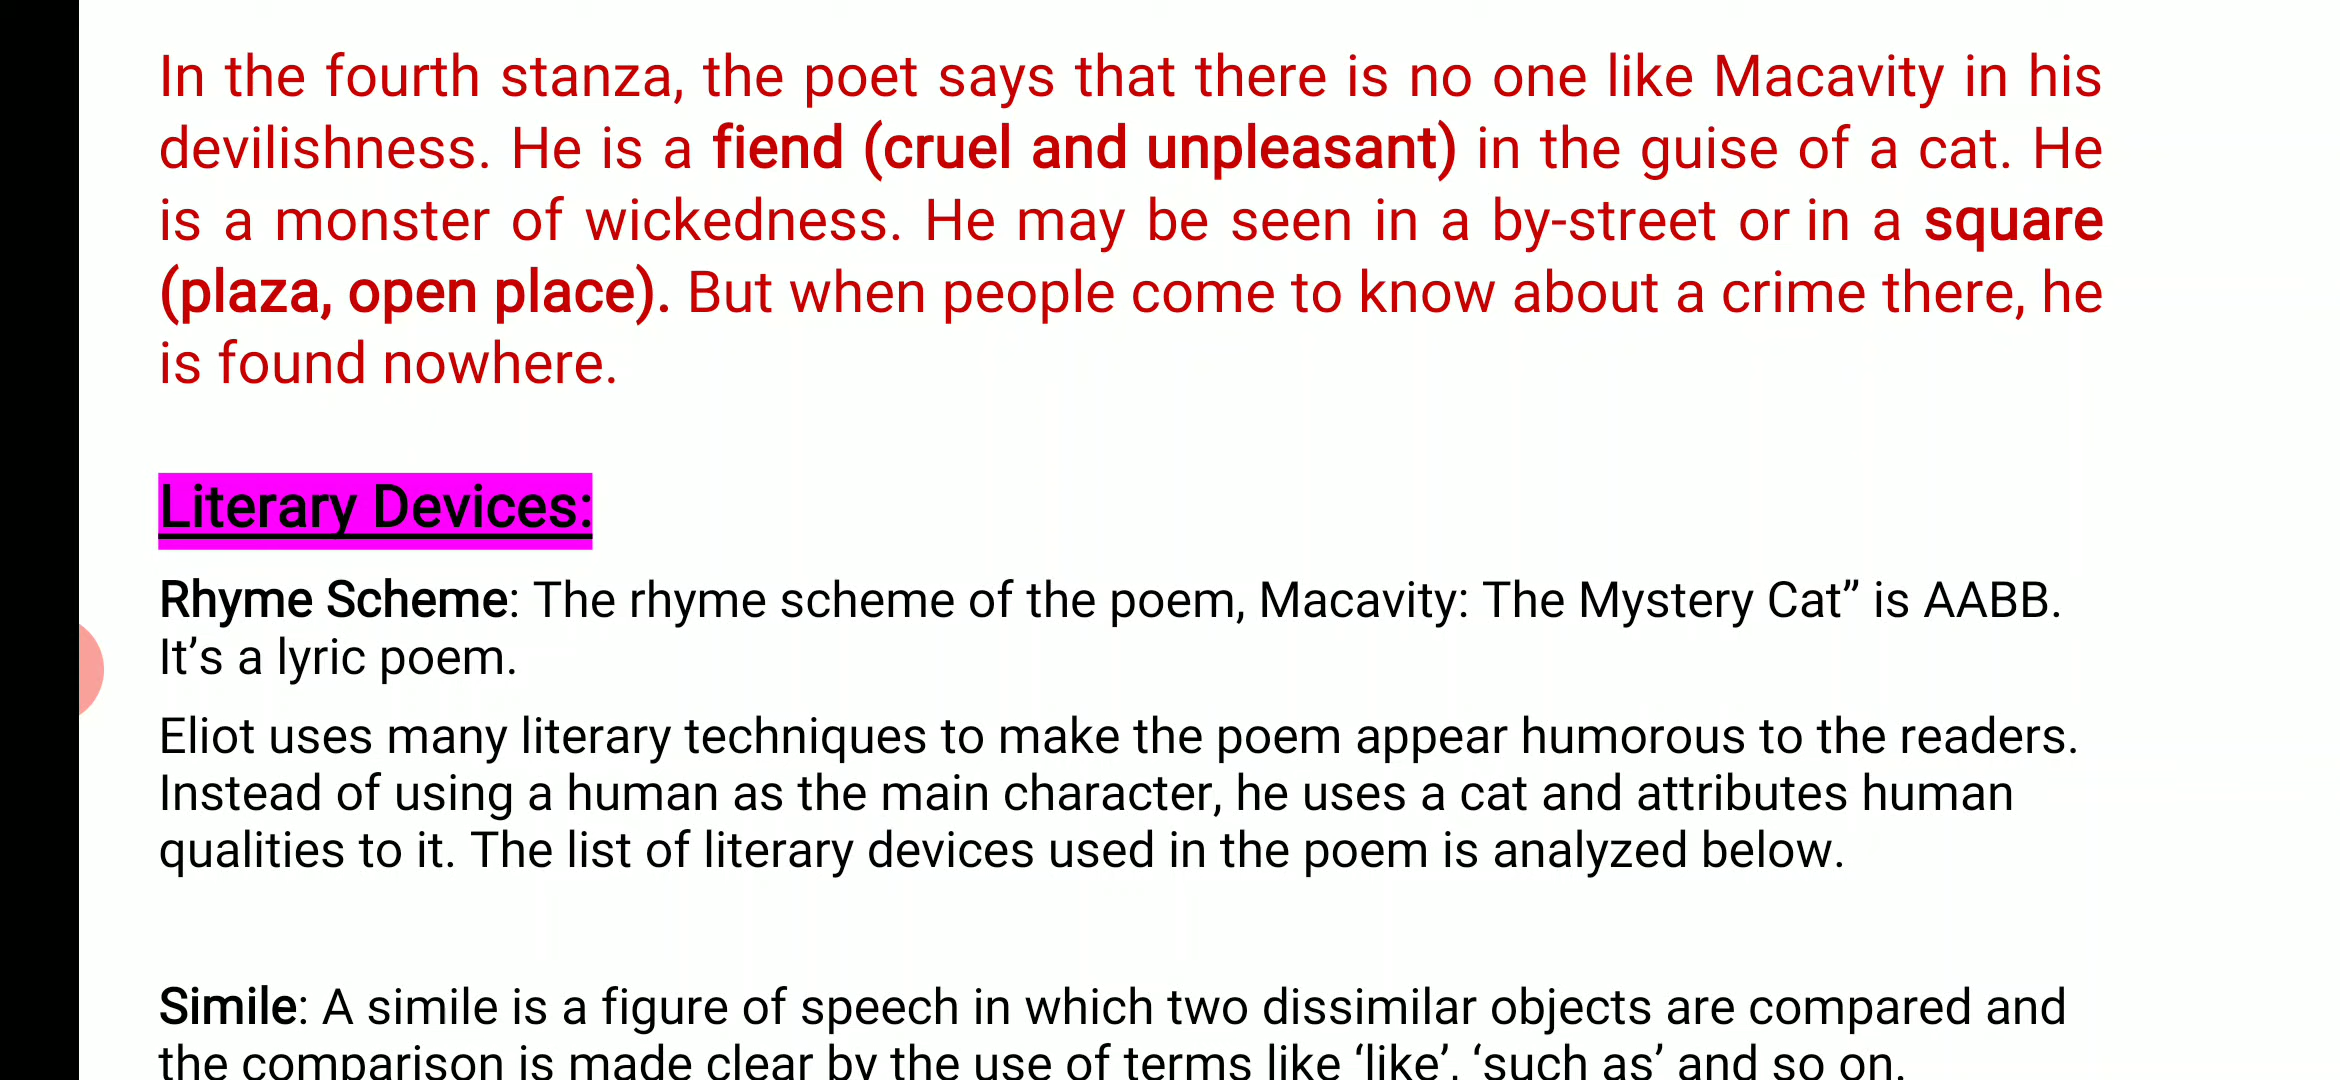 In the fourth stanza, the poet says that there is no one like Macavity in his
devilishness. He is a fiend (cruel and unpleasant) in the guise of a cat. He
is a monster of wickedness. He may be seen in a by-street or in a square
(plaza, open place). But when people come to know about a crime there, he
is found nowhere.
Literary Devices:
Rhyme Scheme: The rhyme scheme of the poem, Macavity: The Mystery Cat” is AABB.
It’s a lyric poem.
Eliot uses many literary techniques to make the poem appear humorous to the readers.
Instead of using a human as the main character, he uses a cat and attributes human
qualities to it. The list of literary devices used in the poem is analyzed below.
Simile: A simile is a figure of speech in which two dissimilar objects are compared and
the comparison is made clear by the use of terms like ‘like’, ‘such as’ and so on.